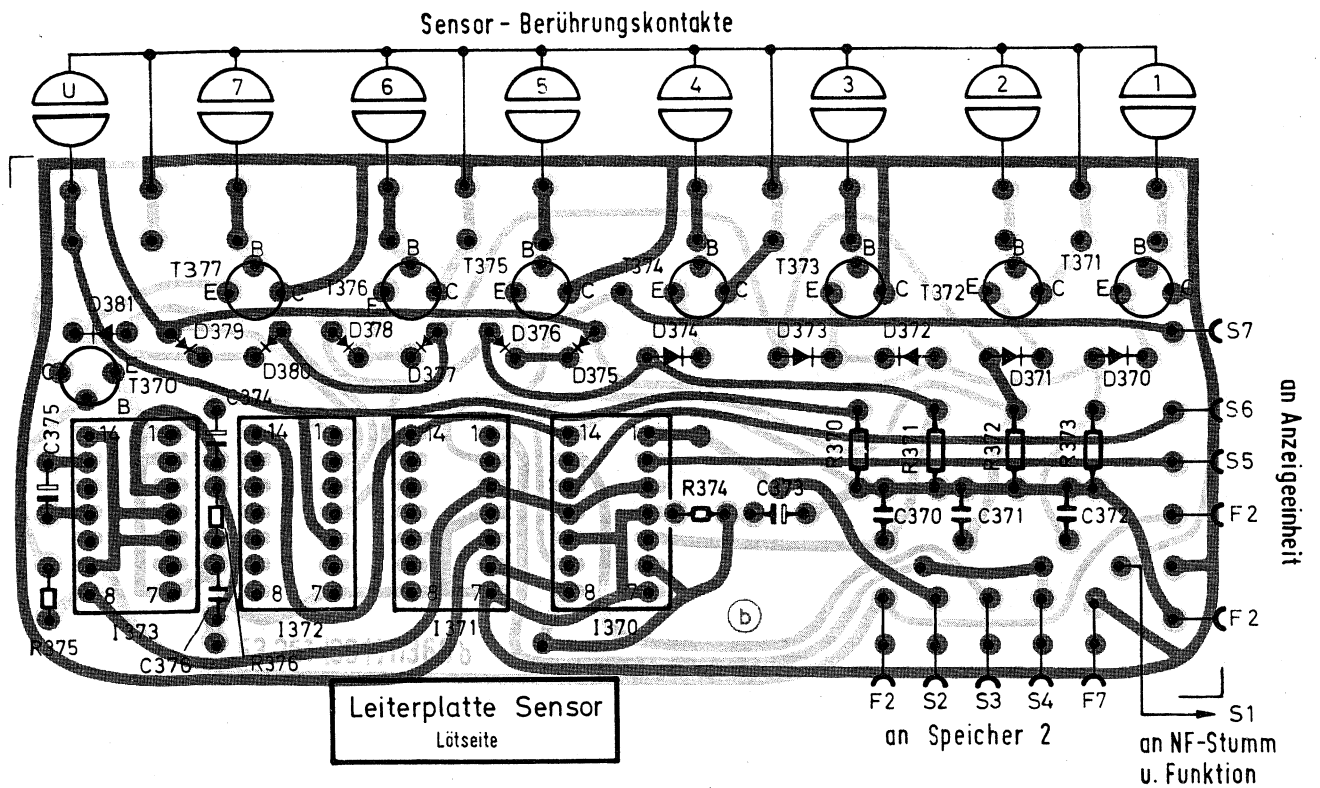 Sensor - Berührungskontakte
U 7 6 5 4 3 2 1
B B B B B B B
T377 T376 T375 T374 T373 T372 T371
E C E C E C E C E C E C E C
D381 D379 D378 D376 D374 D373 D372
S7
D380 D377 D375 D371 D370
C E T370 B
C374
S6
C375
14 1 14 1 14 1 14 1
R370 R371 R372 R373
S5
R374 C373 C370 C371 C372
F2
8 7 8 7 8 7 8 7
I373 I372 I371 I370
b
F2
R375 C376 R376
an Anzeigeeinheit
Leiterplatte Sensor
Lötseite
F2 S2 S3 S4 F7
S1
an Speicher 2
an NF-Stumm
u. Funktion